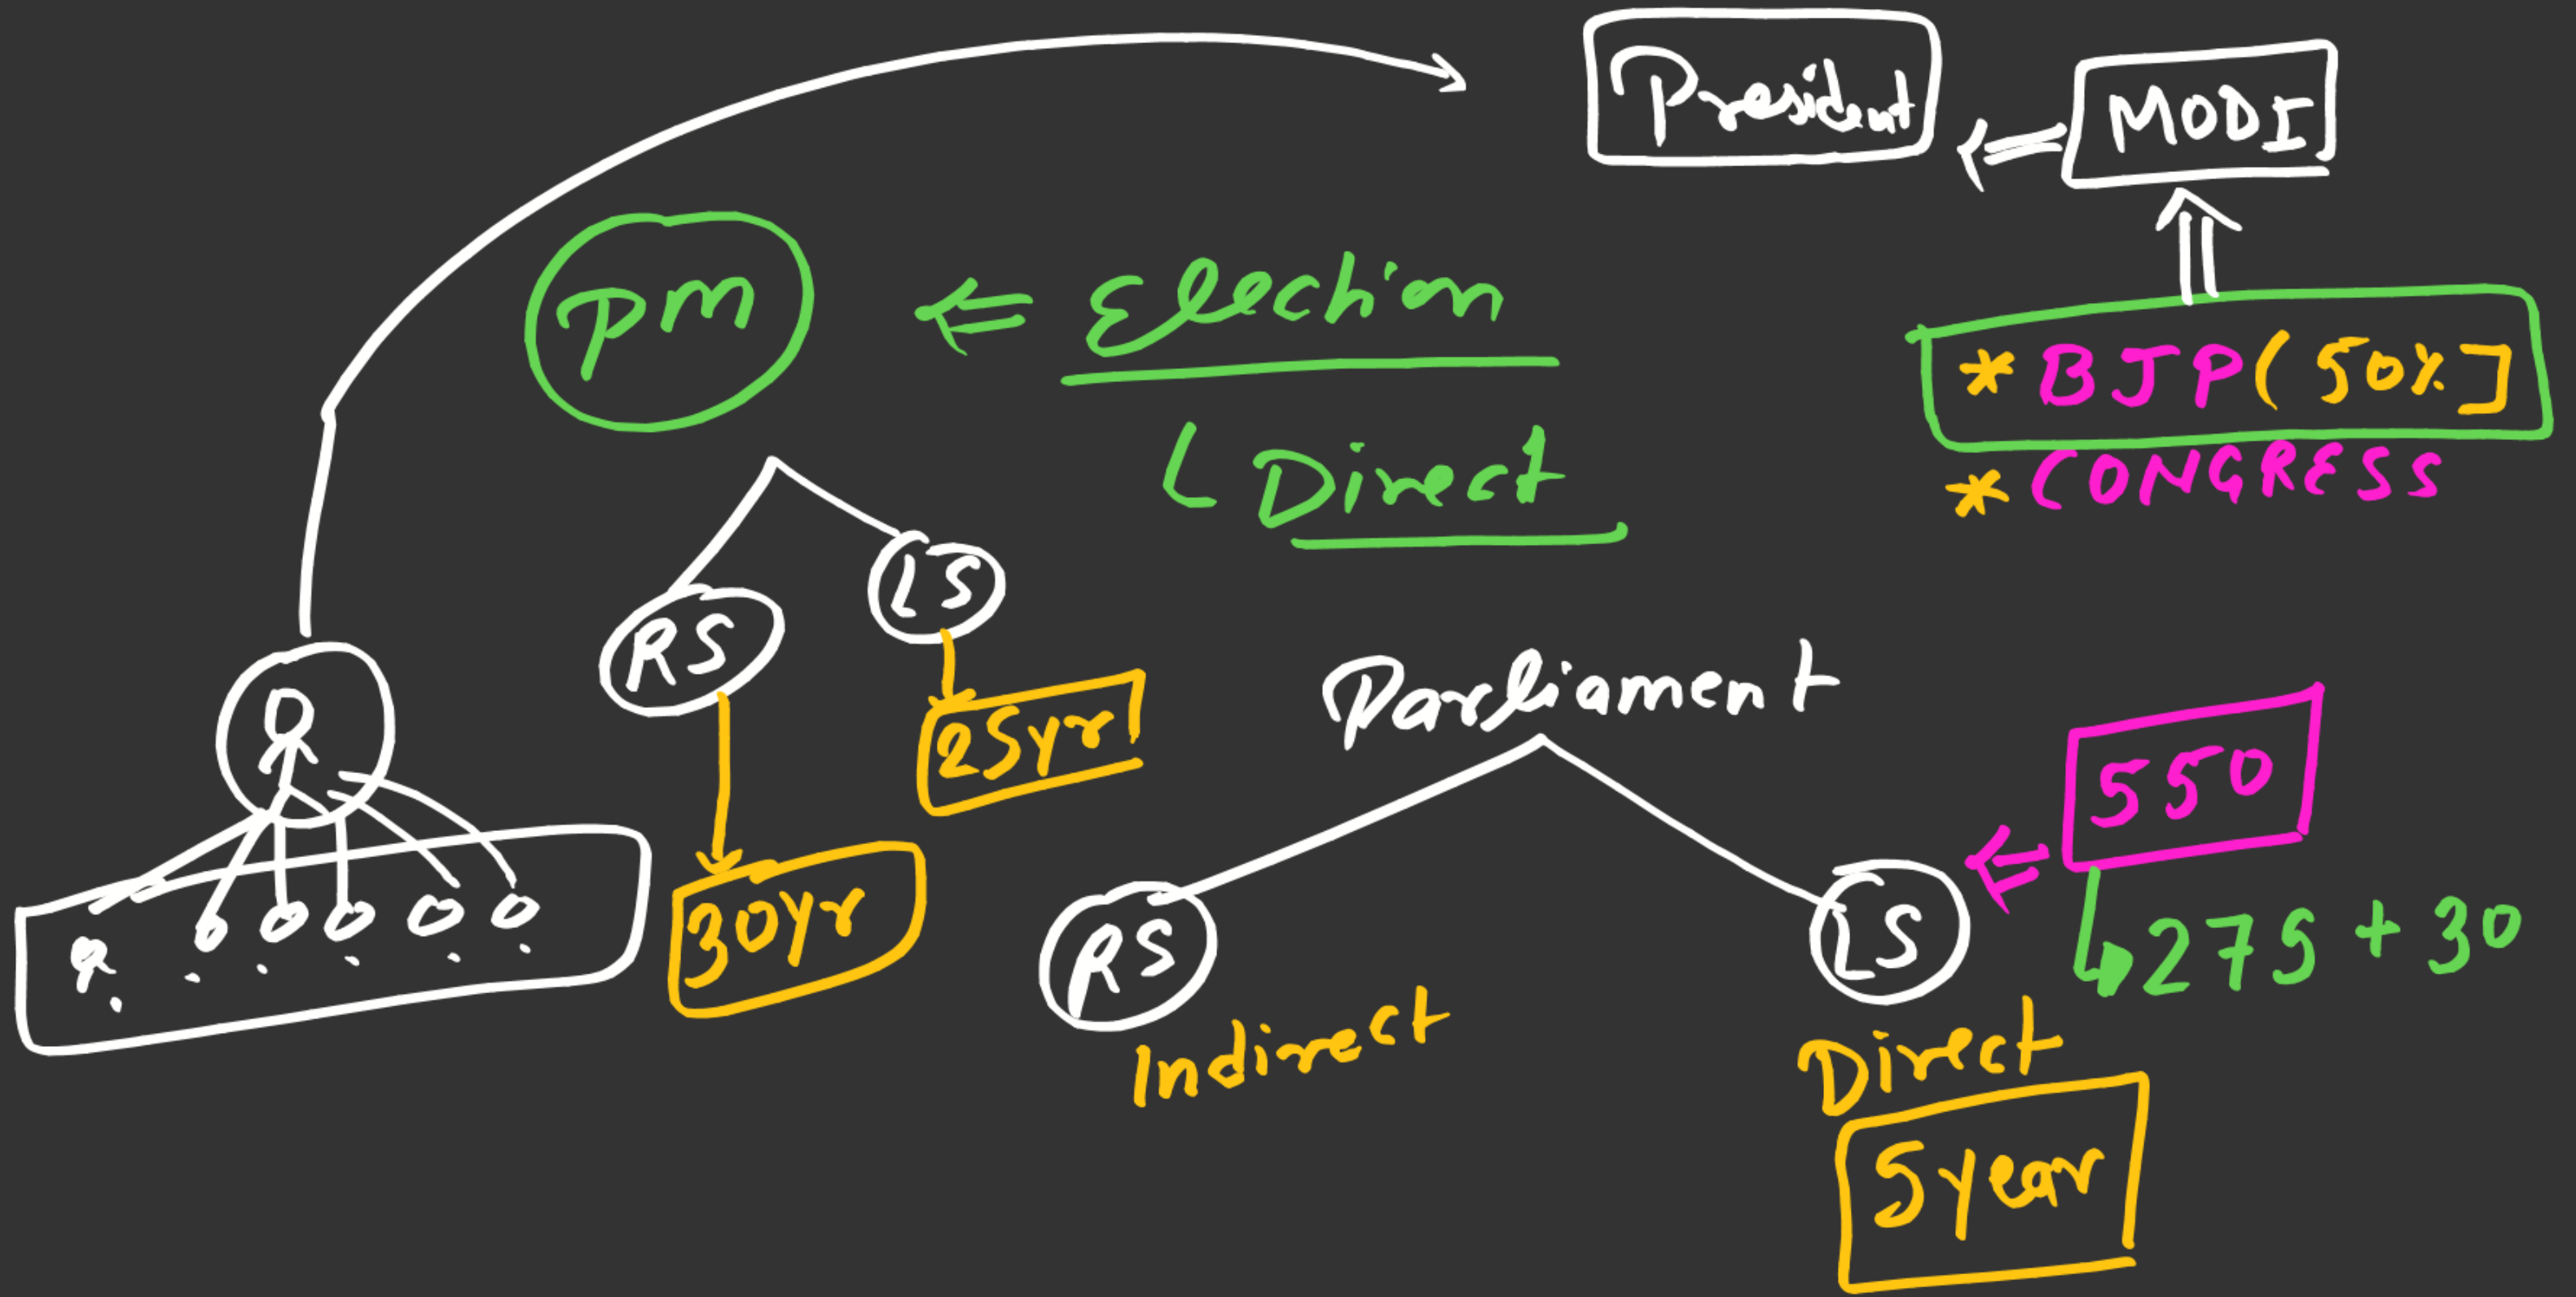 President
MODI
pm
Election
Direct
* BJP (50%]
* CONGRESS
RS
LS
25yr
30yr
Parliament
550
275 + 30
RS
LS
Indirect
Direct
5year